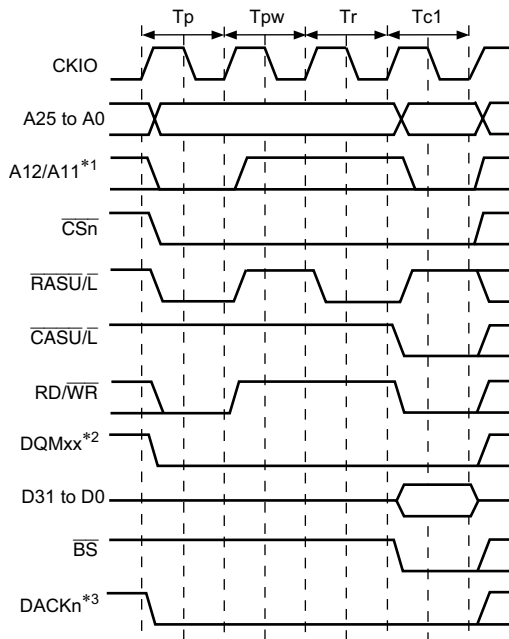 Tp Tpw Tr Tc1
CKIO
A25 to A0
A12/A11*1
CSn
RASU/L
CASU/L
RD/WR
DQMxx*2
D31 to D0
BS
DACKn*3